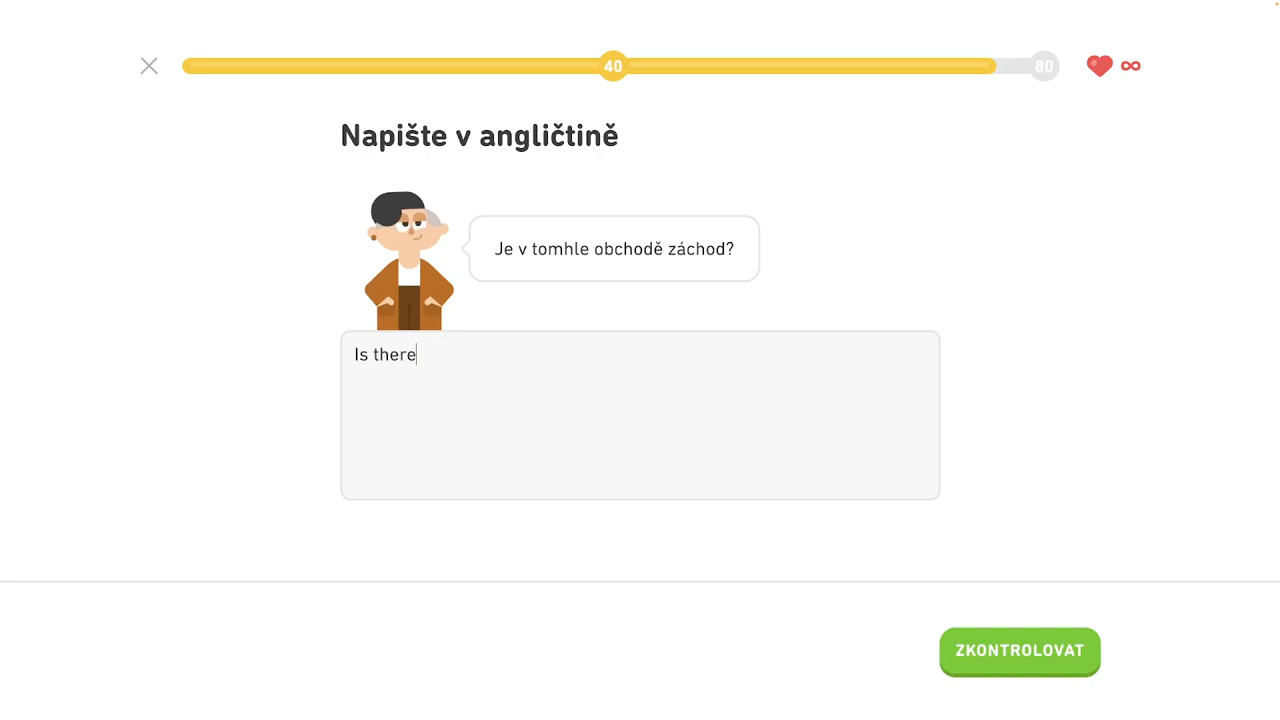 40
80
∞
Napište v angličtině
Je v tomhle obchodě záchod?
Is there
ZKONTROLOVAT